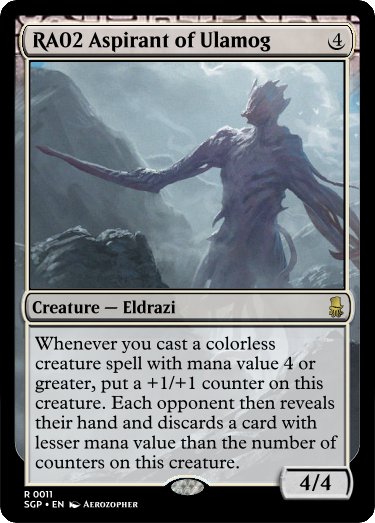 RA02 Aspirant of Ulamog 4
Creature — Eldrazi
Whenever you cast a colorless
creature spell with mana value 4 or
greater, put a +1/+1 counter on this
creature. Each opponent then reveals
their hand and discards a card with
lesser mana value than the number of
counters on this creature.
4/4
R 0011
SGP • EN Aerozopher